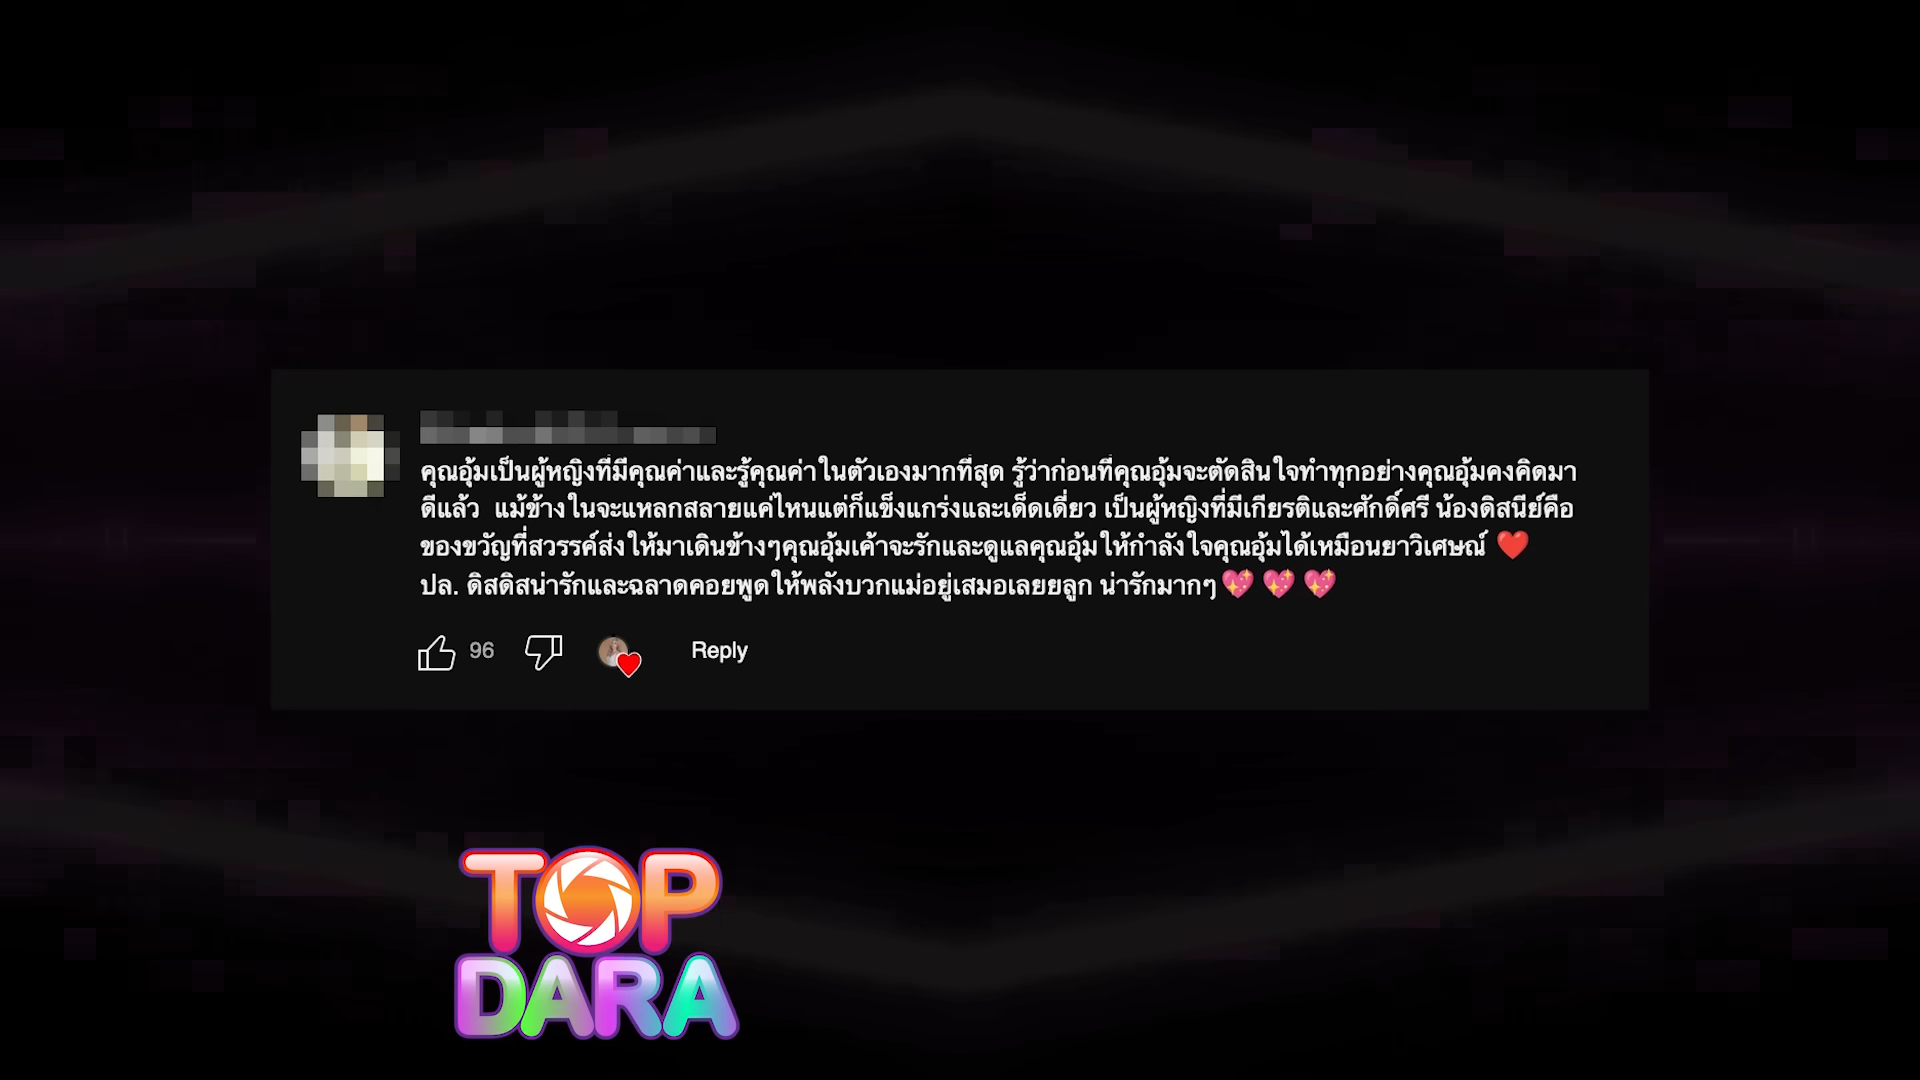 คุณอุ้มเป็นผู้หญิงที่มีคุณค่าและรู้คุณค่าในตัวเองมากที่สุด รู้ว่าก่อนที่คุณอุ้มจะตัดสินใจทำทุกอย่างคุณอุ้มคงคิดมา
ดีแล้ว แม้ข้างในจะแหลกสลายแค่ไหนแต่ก็แข็งแกร่งและเด็ดเดี่ยว เป็นผู้หญิงที่มีเกียรติและศักดิ์ศรี น้องดิสนีย์คือ
ของขวัญที่สวรรค์ส่งให้มาเดินข้างๆคุณอุ้มเค้าจะรักและดูแลคุณอุ้มให้กำลังใจคุณอุ้มได้เหมือนยาวิเศษณ์ ❤️
ปล. ดิสดิสน่ารักและฉลาดคอยพูดให้พลังบวกแม่อยู่เสมอเลยยลูก น่ารักมากๆ💖 💖 💖
96 Reply
TOP
DARA